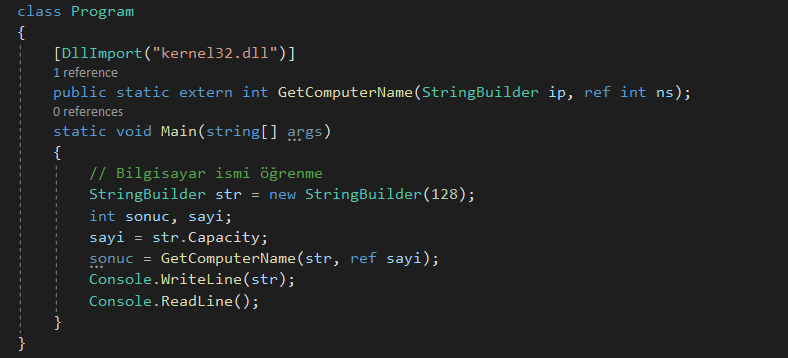 class Program
{
[DllImport("kernel32.dll")]
1 reference
public static extern int GetComputerName(StringBuilder ip, ref int ns);
0 references
static void Main(string[] args)
{
// Bilgisayar ismi öğrenme
StringBuilder str = new StringBuilder(128);
int sonuc, sayi;
sayi = str.Capacity;
sonuc = GetComputerName(str, ref sayi);
Console.WriteLine(str);
Console.ReadLine();
}
}